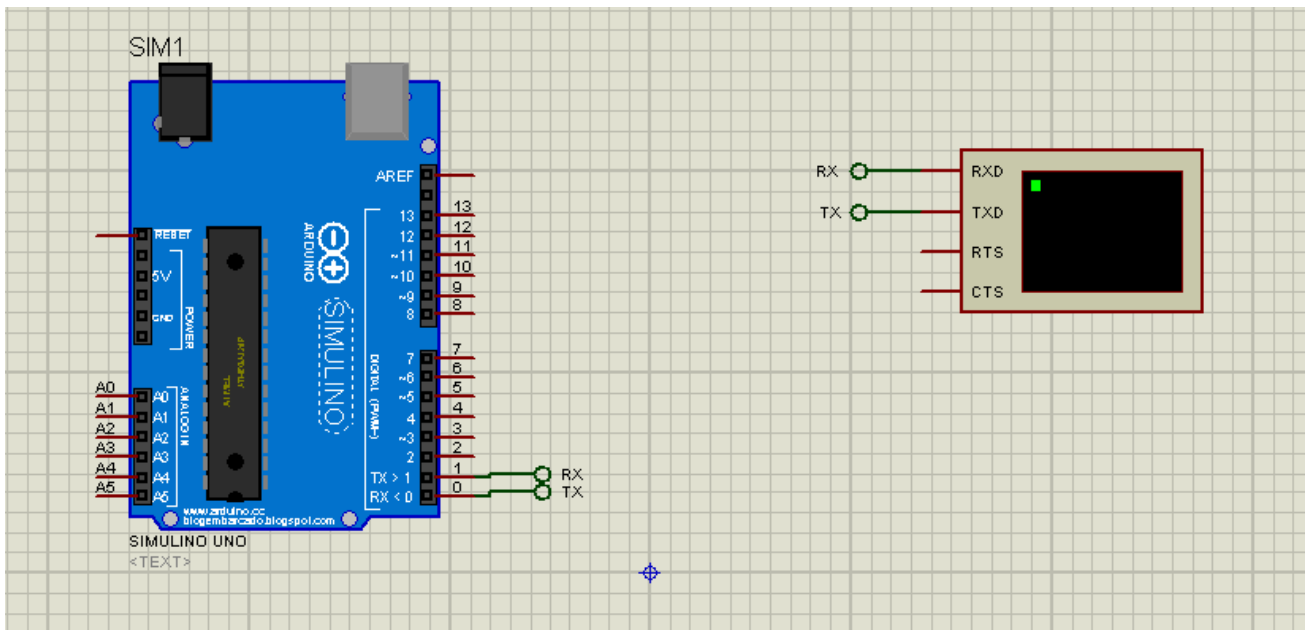 SIM1
AREF
13 13
12 12
~11 11
~10 10
~9 9
8 8
7 7
~6 6
~5 5
4 4
~3 3
2 2
TX > 1 1
RX < 0 0
RX
TX
RESET
5V
GND
POWER
A0 A0
A1 A1
A2 A2
A3 A3
A4 A4
A5 A5
ANALOG IN
ARDUINO
SIMULINO
DIGITAL (PWM~)
www.arduino.cc
blogembarcado.blogspot.com
SIMULINO UNO
<TEXT>
RX RXD
TX TXD
RTS
CTS